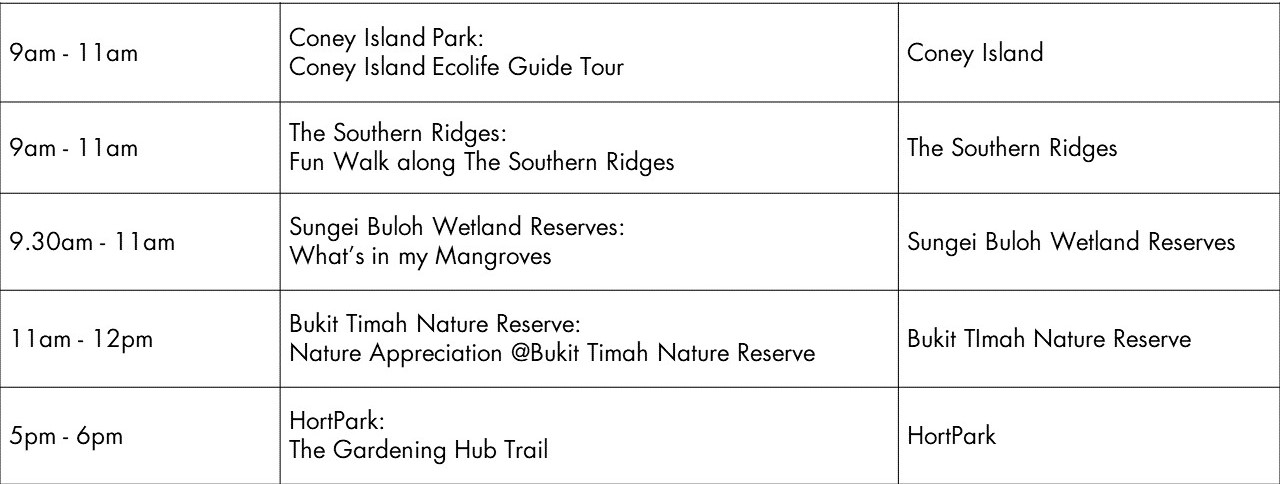 9am - 11am
Coney Island Park:
Coney Island Ecolife Guide Tour
Coney Island
9am - 11am
The Southern Ridges:
Fun Walk along The Southern Ridges
The Southern Ridges
9.30am - 11am
Sungei Buloh Wetland Reserves:
What’s in my Mangroves
Sungei Buloh Wetland Reserves
11am - 12pm
Bukit Timah Nature Reserve:
Nature Appreciation @Bukit Timah Nature Reserve
Bukit TImah Nature Reserve
5pm - 6pm
HortPark:
The Gardening Hub Trail
HortPark